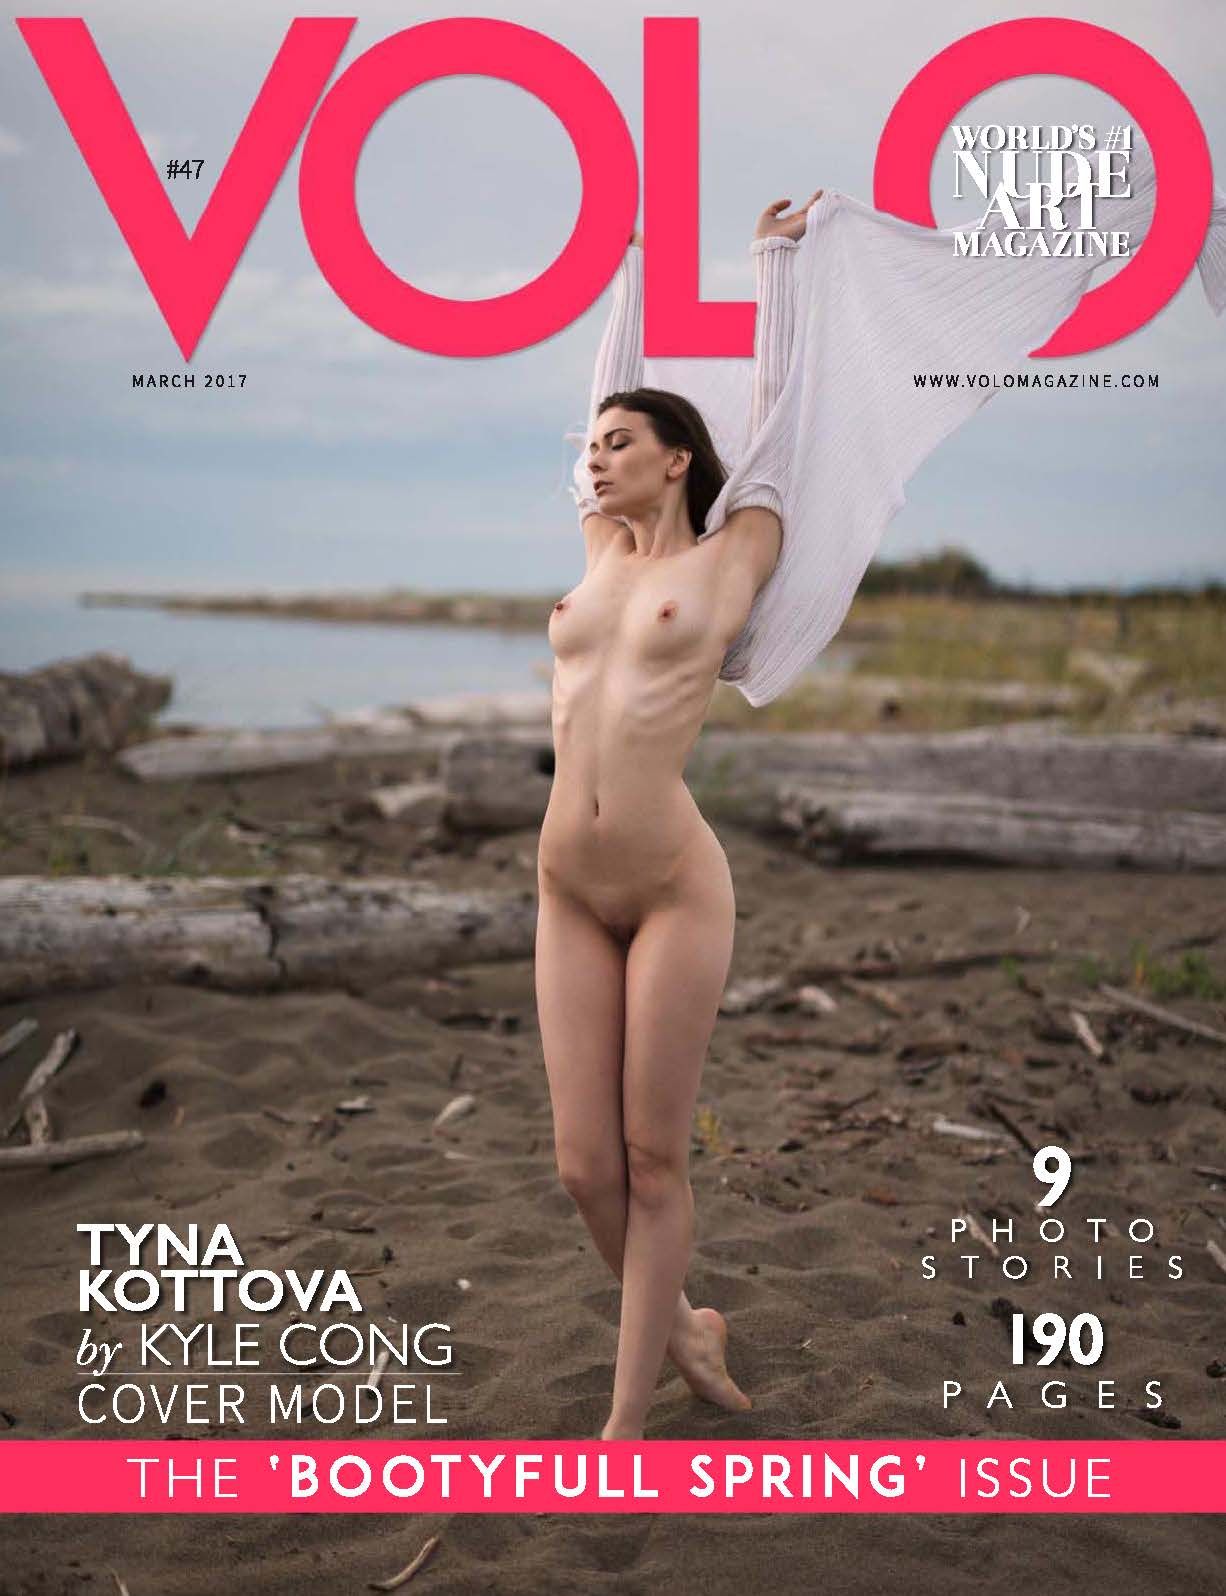 VOLO
#47
WORLD'S #1
NUDE
ART
MAGAZINE
MARCH 2017
WWW.VOLOMAGAZINE.COM
9
PHOTO
STORIES
190
PAGES
TYNA
KOTTOVA
by KYLE CONG
COVER MODEL
THE 'BOOTYFULL SPRING' ISSUE